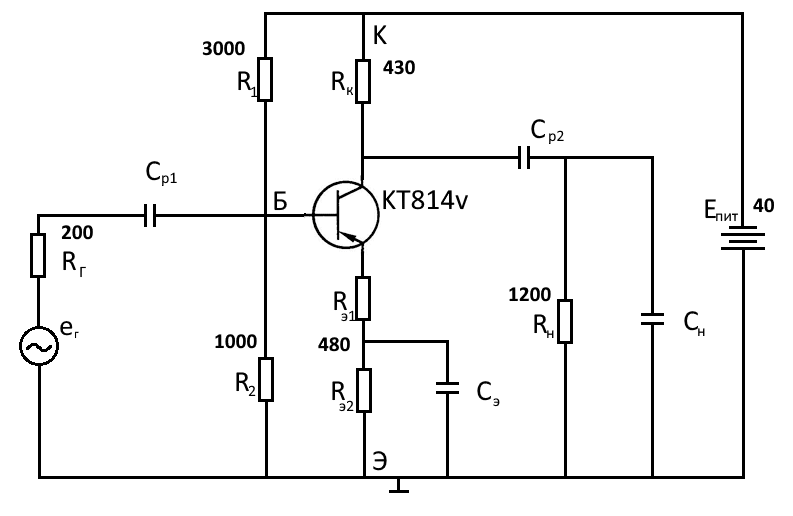 K
3000
430
R1
Rк
Cр2
Cр1
Б
КТ814v
Eпит
40
200
RГ
1200
Rэ1
Rн
Cн
eг
1000
480
R2
Rэ2
Cэ
Э